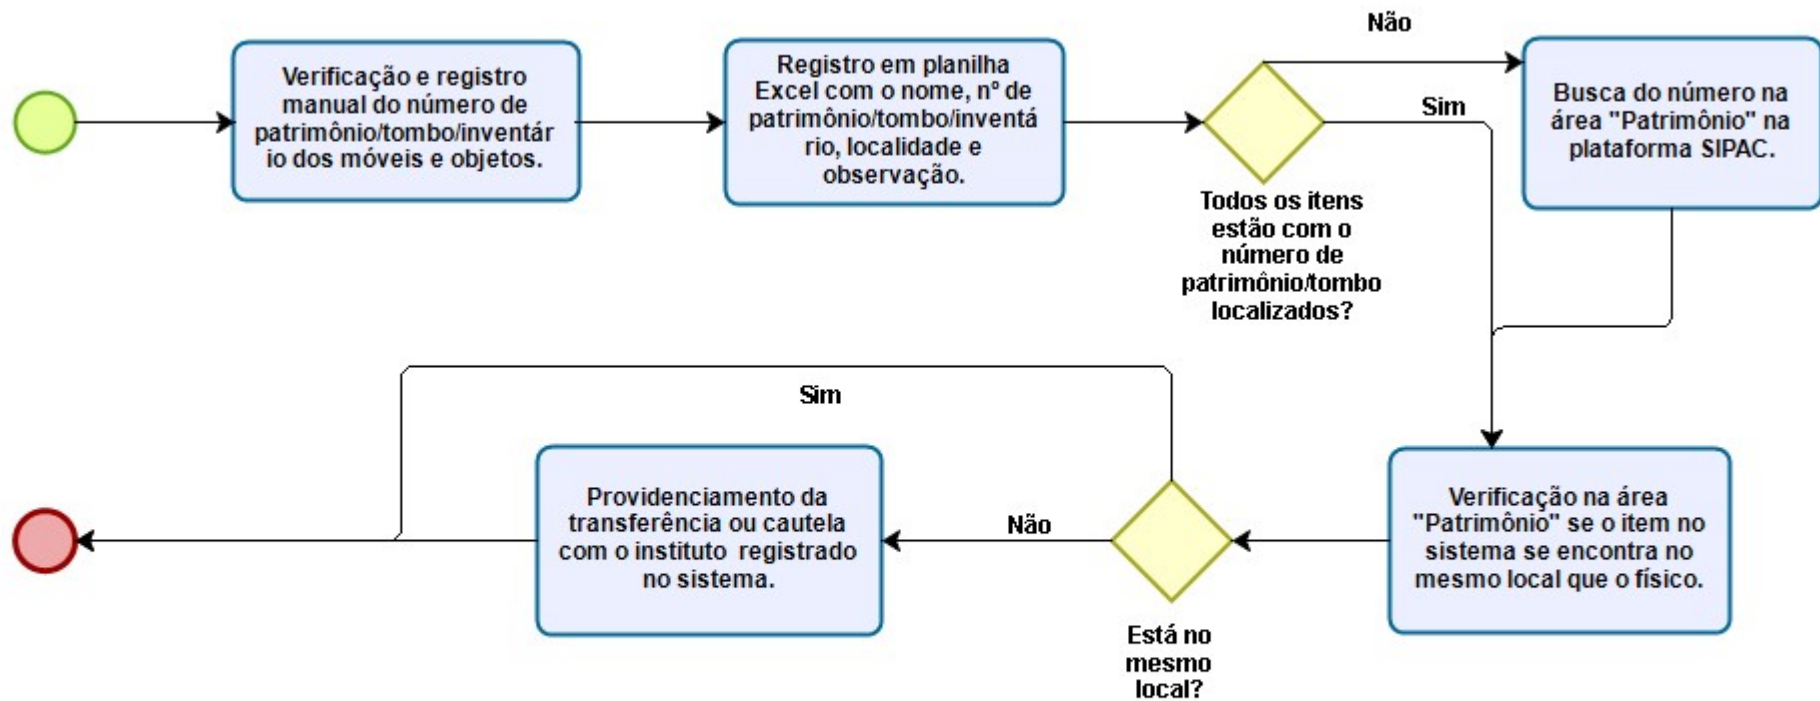 Verificação e registro
manual do número de
patrimônio/tombo/inventár
io dos móveis e objetos.
Registro em planilha
Excel com o nome, nº de
patrimônio/tombo/inventá
rio, localidade e
observação.
Não
Sim
Todos os itens
estão com o
número de
patrimônio/tombo
localizados?
Busca do número na
área "Patrimônio" na
plataforma SIPAC.
Verificação na área
"Patrimônio" se o item no
sistema se encontra no
mesmo local que o físico.
Está no
mesmo
local?
Sim
Não
Providenciamento da
transferência ou cautela
com o instituto registrado
no sistema.